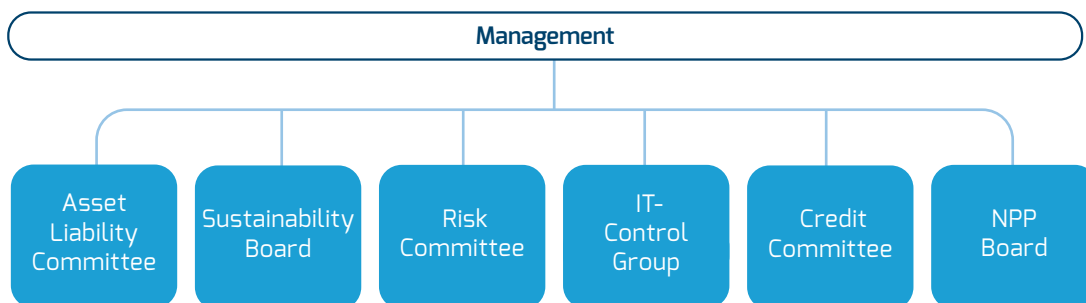 Management
Asset
Liability
Committee
Sustainability
Board
Risk
Committee
IT-
Control
Group
Credit
Committee
NPP
Board